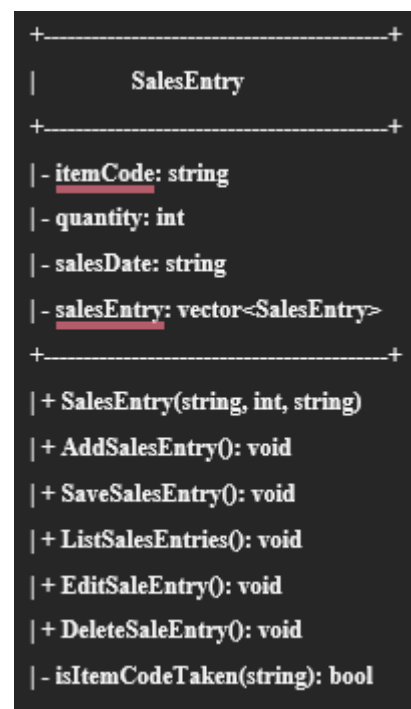 +--------------------------------------------+
| SalesEntry
+--------------------------------------------+
| - itemCode: string
| - quantity: int
| - salesDate: string
| - salesEntry: vector<SalesEntry>
+--------------------------------------------+
| + SalesEntry(string, int, string)
| + AddSalesEntry(): void
| + SaveSalesEntry(): void
| + ListSalesEntries(): void
| + EditSaleEntry(): void
| + DeleteSaleEntry(): void
| - isItemCodeTaken(string): bool